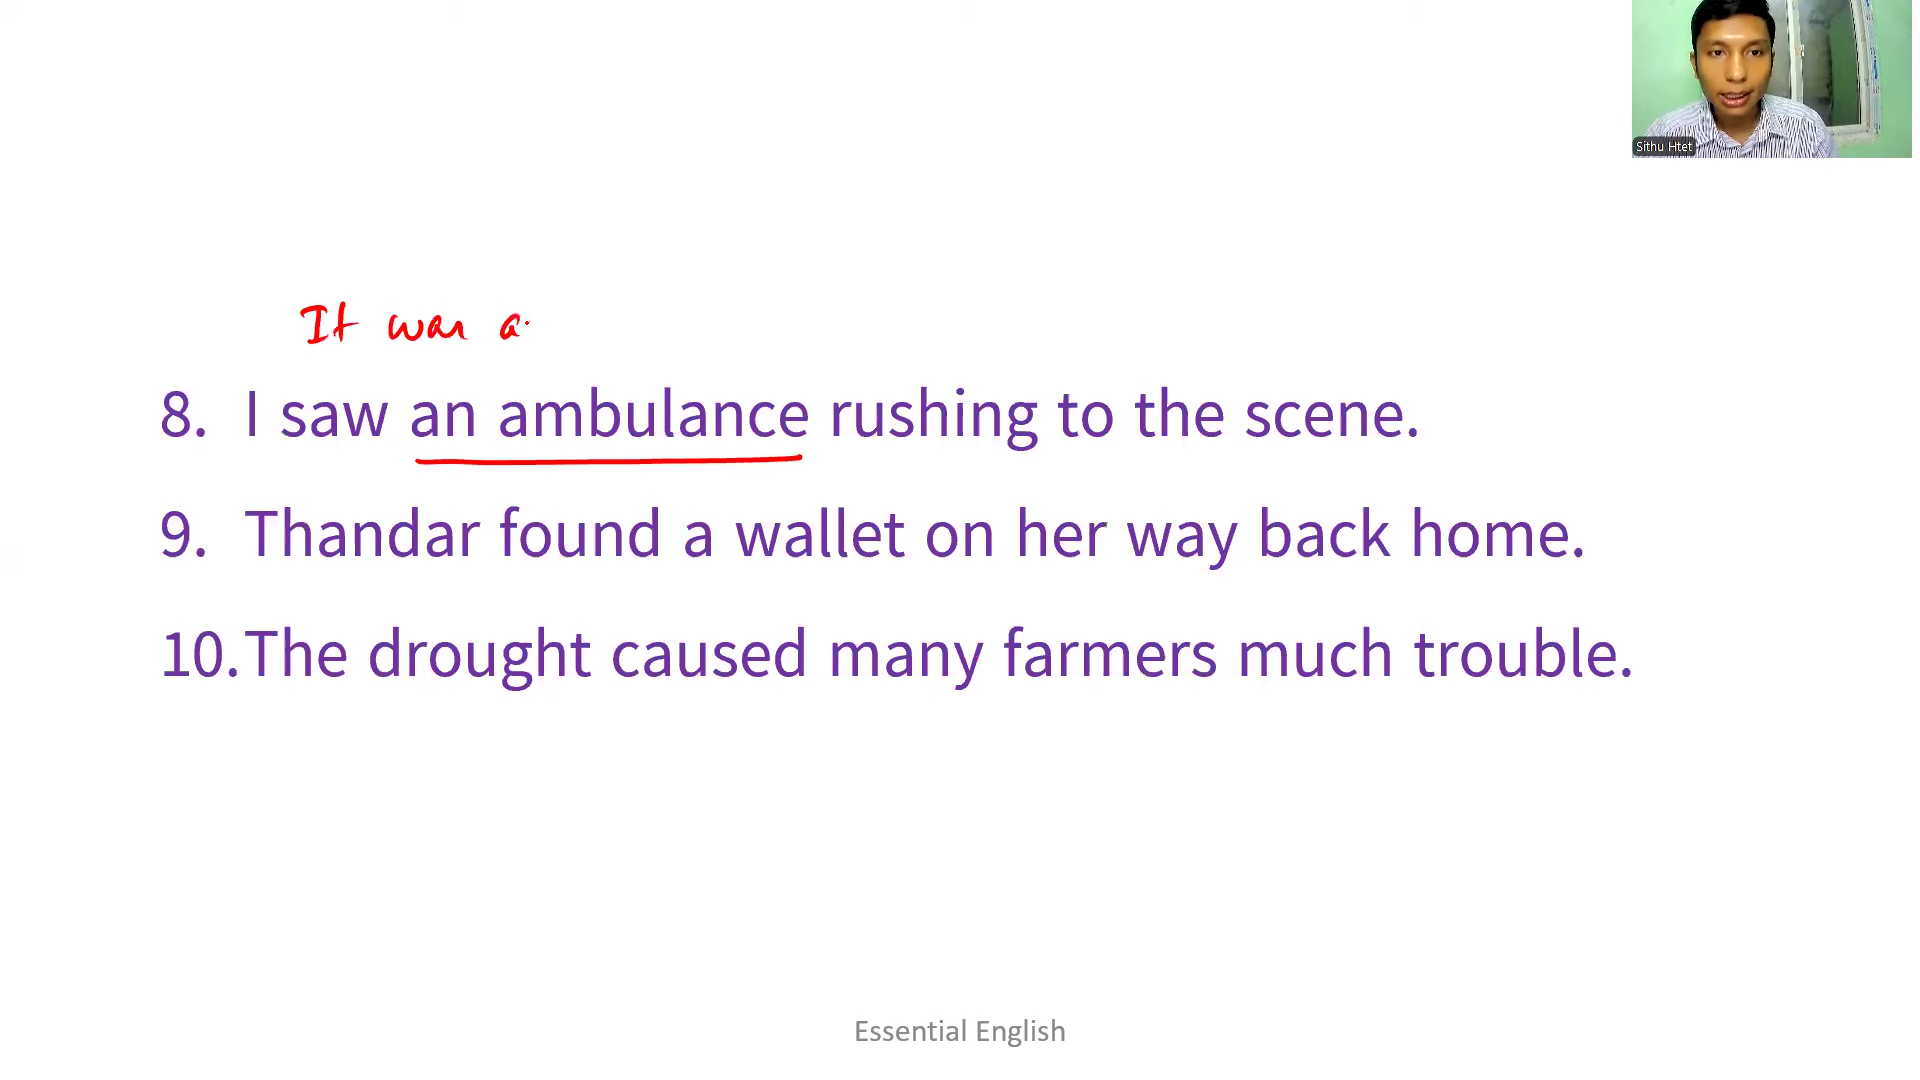 Sithu Htet
It was a
8. I saw an ambulance rushing to the scene.
9. Thandar found a wallet on her way back home.
10. The drought caused many farmers much trouble.
Essential English